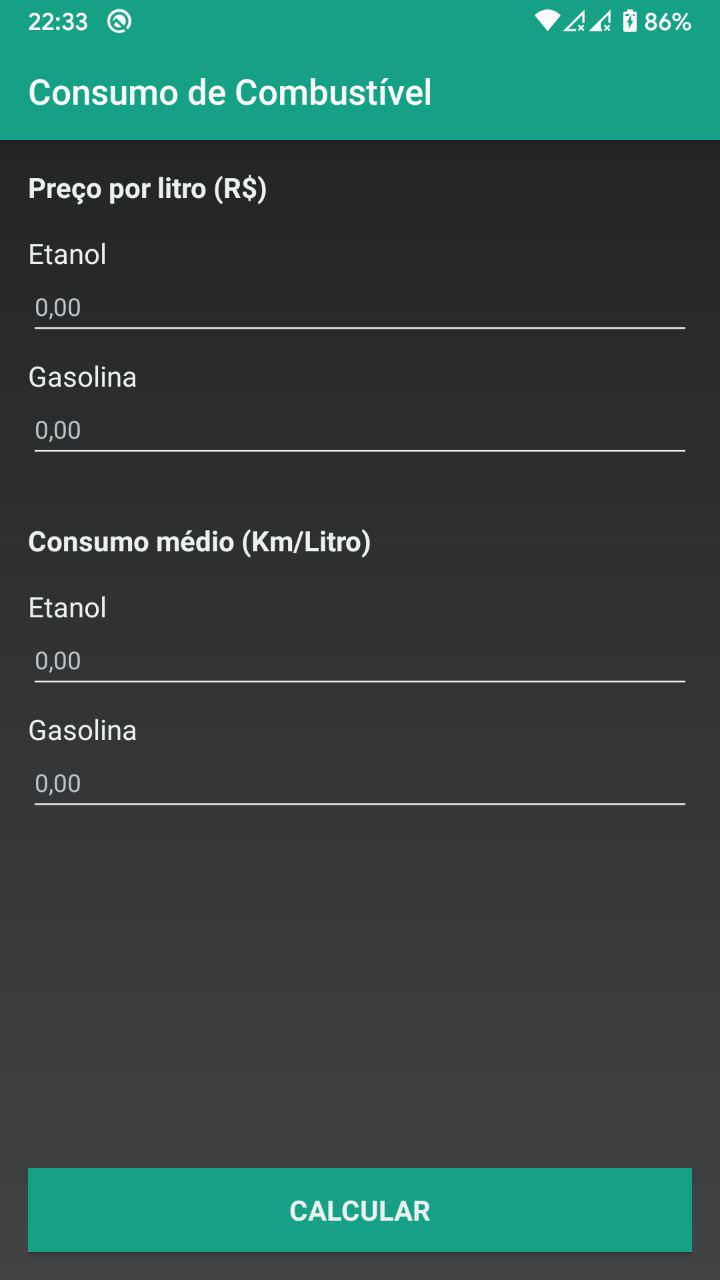 22:33 86%
Consumo de Combustível
Preço por litro (R$)
Etanol
0,00
Gasolina
0,00
Consumo médio (Km/Litro)
Etanol
0,00
Gasolina
0,00
CALCULAR